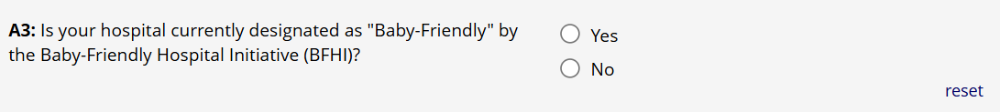 A3: Is your hospital currently designated as "Baby-Friendly" by
the Baby-Friendly Hospital Initiative (BFHI)?
Yes
No
reset